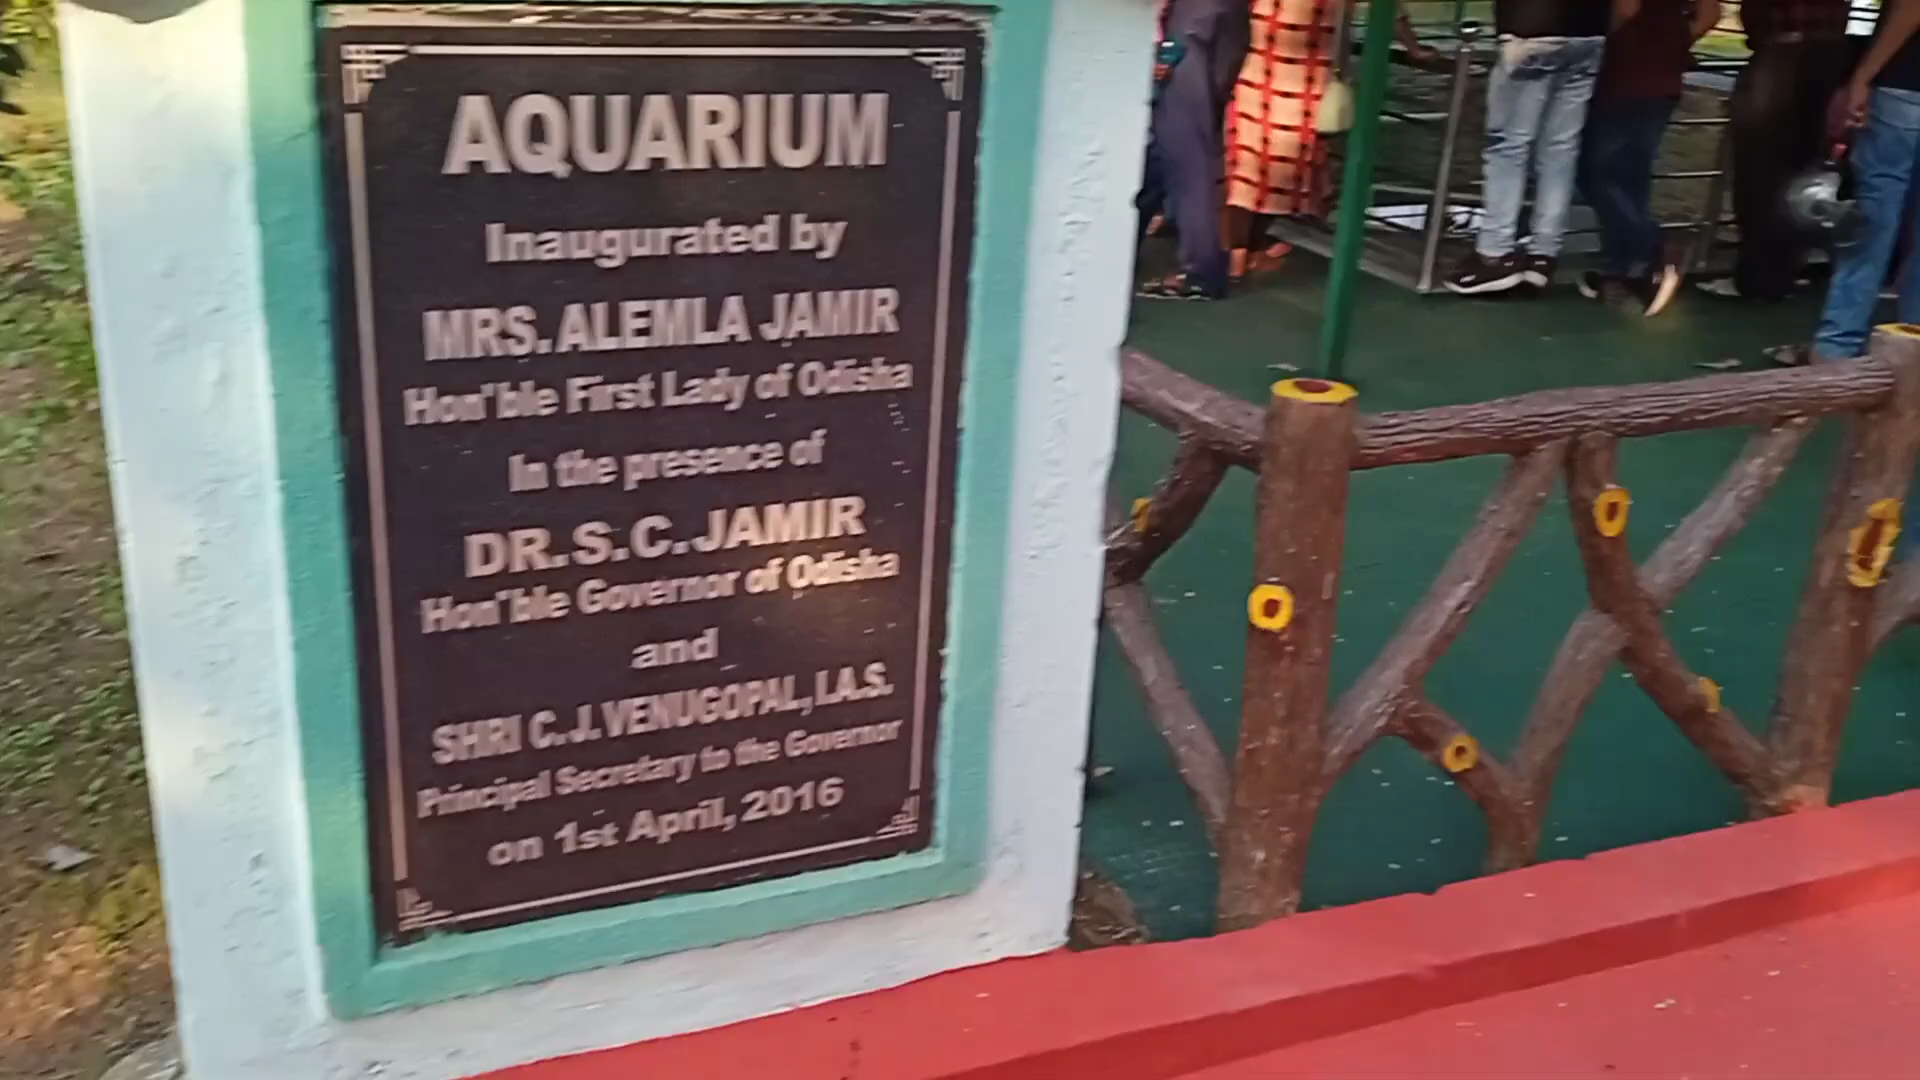 AQUARIUM
Inaugurated by
MRS. ALEMLA JAMIR
Hon'ble First Lady of Odisha
In the presence of
DR. S. C. JAMIR
Hon'ble Governor of Odisha
and
SHRI C. J. VENUGOPAL, I.A.S.
Principal Secretary to the Governor
on 1st April, 2016